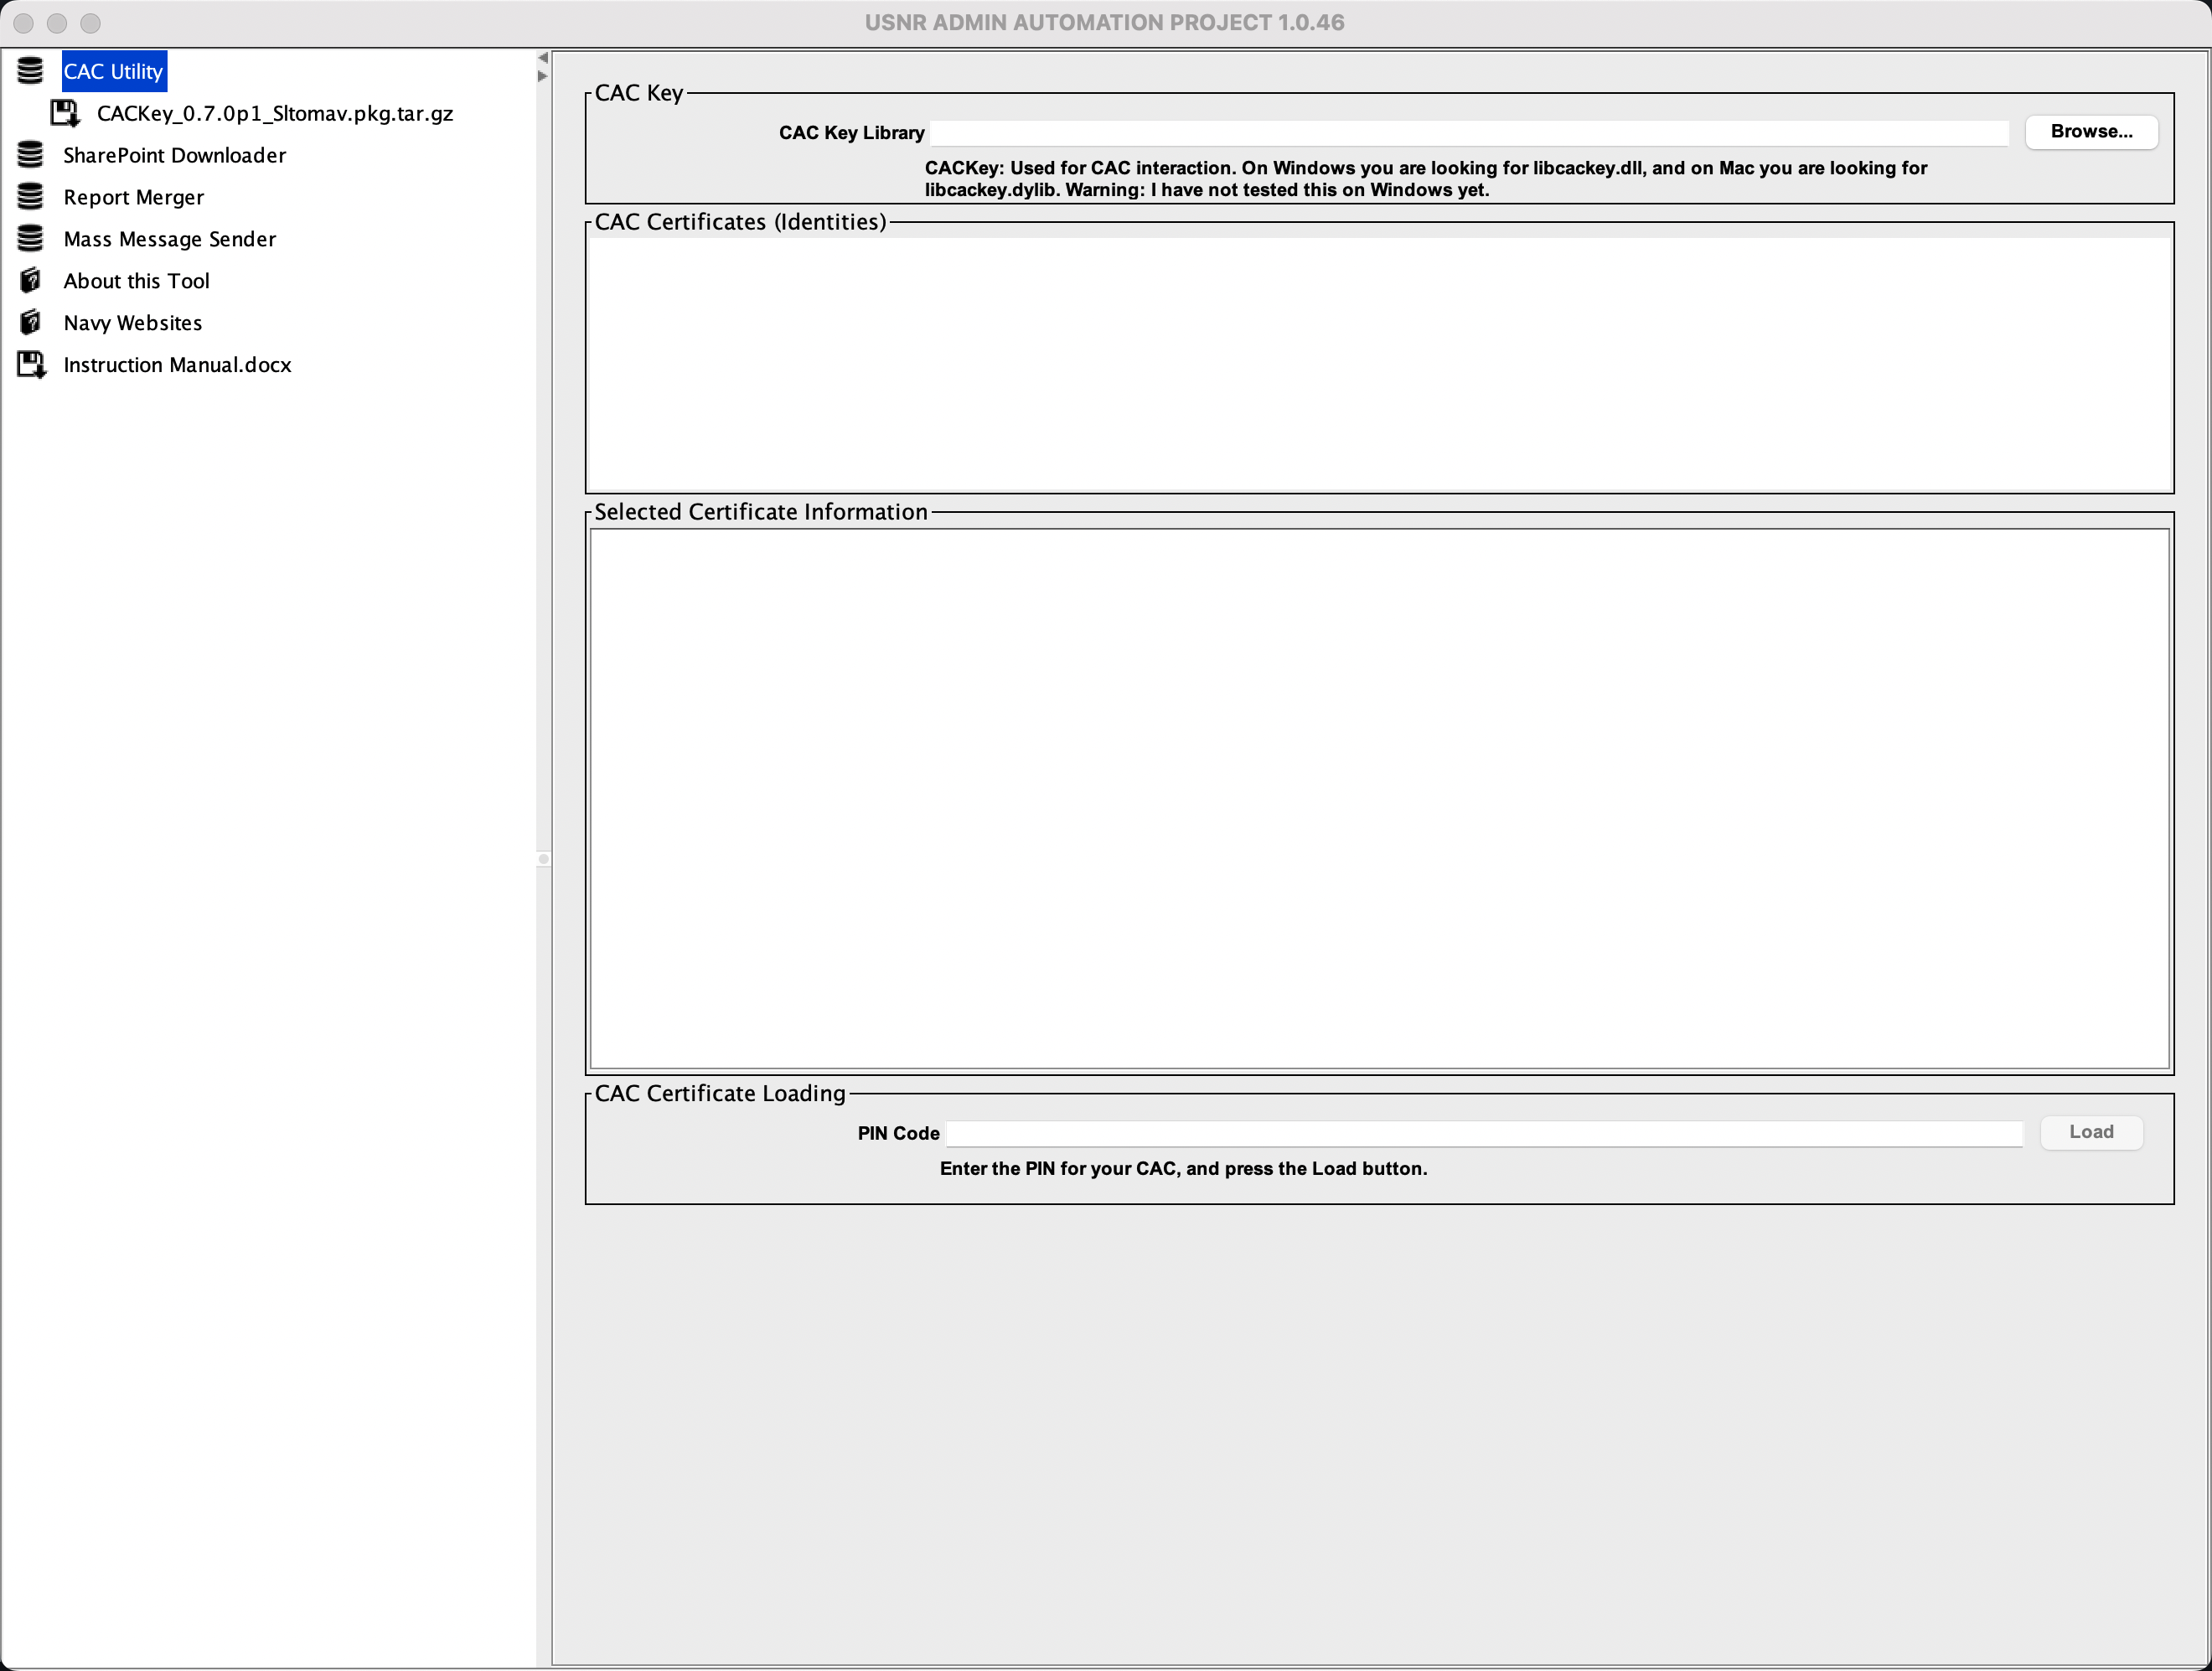 USNR ADMIN AUTOMATION PROJECT 1.0.46
CAC Utility
CACKey_0.7.0p1_Sltomav.pkg.tar.gz
SharePoint Downloader
Report Merger
Mass Message Sender
About this Tool
Navy Websites
Instruction Manual.docx
CAC Key
CAC Key Library
Browse...
CACKey: Used for CAC interaction. On Windows you are looking for libcackey.dll, and on Mac you are looking for
libcackey.dylib. Warning: I have not tested this on Windows yet.
CAC Certificates (Identities)
Selected Certificate Information
CAC Certificate Loading
PIN Code
Load
Enter the PIN for your CAC, and press the Load button.